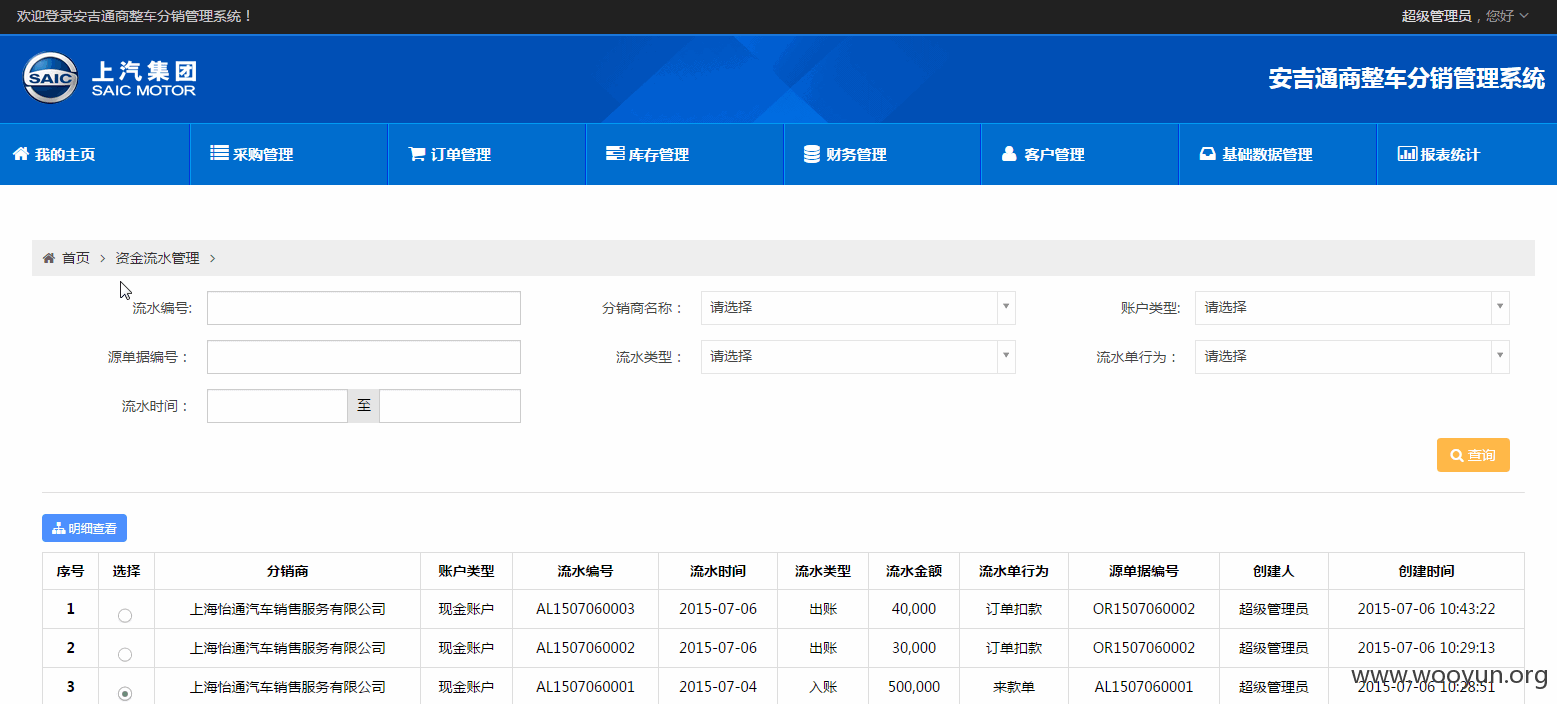 欢迎登录安吉通商整车分销管理系统！
超级管理员，您好
SAIC 上汽集团
SAIC MOTOR
安吉通商整车分销管理系统
我的主页 采购管理 订单管理 库存管理 财务管理 客户管理 基础数据管理 报表统计
首页 > 资金流水管理 >
流水编号: 分销商名称： 请选择 账户类型: 请选择
源单据编号： 流水类型： 请选择 流水单行为： 请选择
流水时间： 至
查询
明细查看
序号 选择 分销商 账户类型 流水编号 流水时间 流水类型 流水金额 流水单行为 源单据编号 创建人 创建时间
1 上海怡通汽车销售服务有限公司 现金账户 AL1507060003 2015-07-06 出账 40,000 订单扣款 OR1507060002 超级管理员 2015-07-06 10:43:22
2 上海怡通汽车销售服务有限公司 现金账户 AL1507060002 2015-07-06 出账 30,000 订单扣款 OR1507060002 超级管理员 2015-07-06 10:29:13
3 上海怡通汽车销售服务有限公司 现金账户 AL1507060001 2015-07-04 入账 500,000 来款单 AL1507060001 超级管理员 2015-07-06 10:28:51
www.wooyun.org